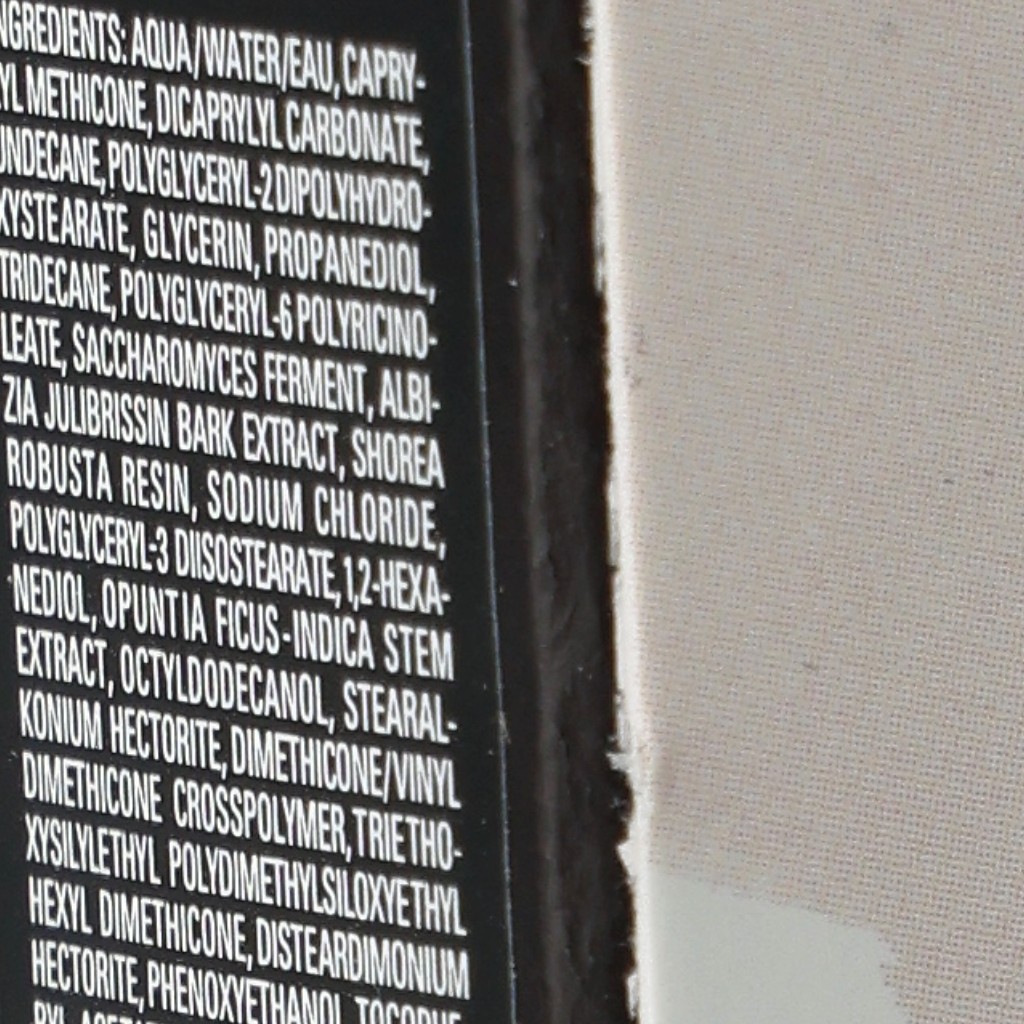 NGREDIENTS: AQUA/WATER/EAU, CAPRY-
YL METHICONE, DICAPRYLYL CARBONATE,
UNDECANE, POLYGLYCERYL-2 DIPOLYHYDRO-
XYSTEARATE, GLYCERIN, PROPANEDIOL,
TRIDECANE, POLYGLYCERYL-6 POLYRICINO-
LEATE, SACCHAROMYCES FERMENT, ALBI-
ZIA JULIBRISSIN BARK EXTRACT, SHOREA
ROBUSTA RESIN, SODIUM CHLORIDE,
POLYGLYCERYL-3 DIISOSTEARATE, 1,2-HEXA-
NEDIOL, OPUNTIA FICUS-INDICA STEM
EXTRACT, OCTYLDODECANOL, STEARAL-
KONIUM HECTORITE, DIMETHICONE/VINYL
DIMETHICONE CROSSPOLYMER, TRIETHO-
XYSILYLETHYL POLYDIMETHYLSILOXYETHYL
HEXYL DIMETHICONE, DISTEARDIMONIUM
HECTORITE, PHENOXYETHANOL, TOCOPHE-